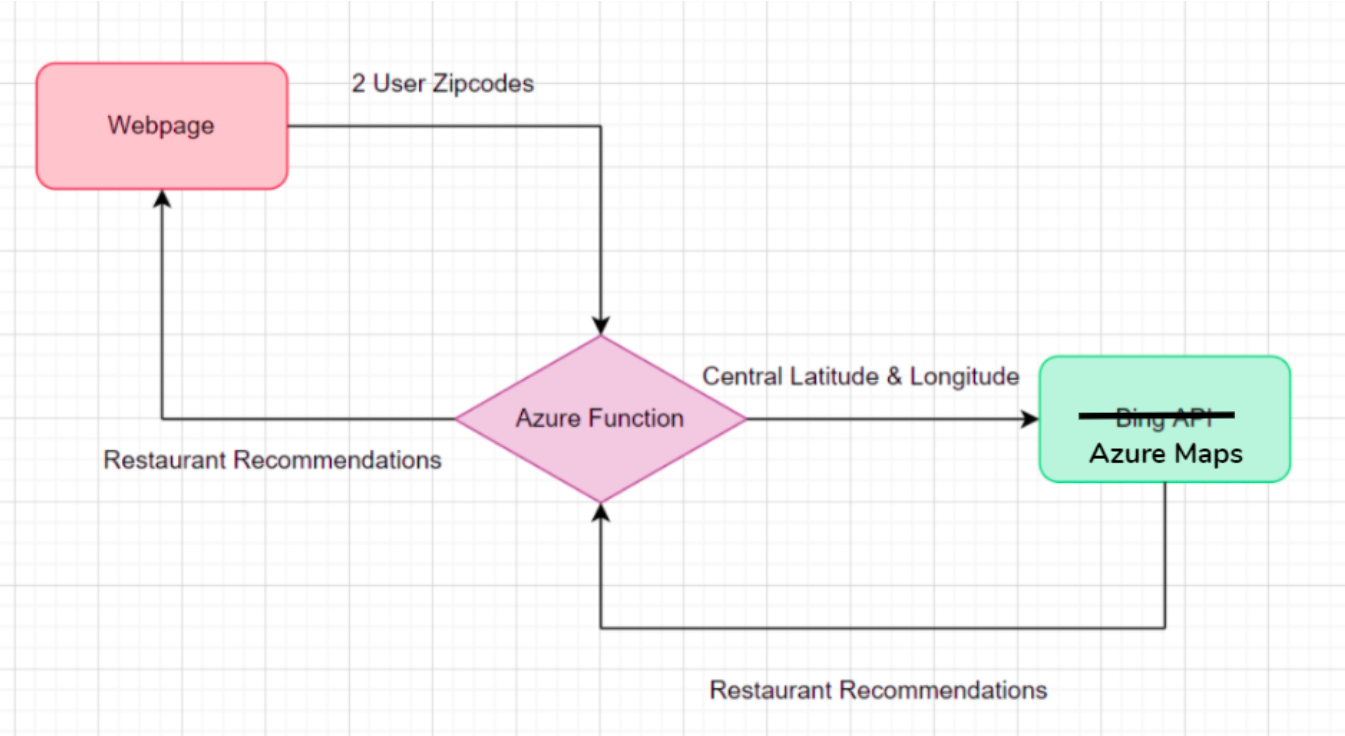 2 User Zipcodes
Webpage
Central Latitude & Longitude
Azure Function
Bing API
Azure Maps
Restaurant Recommendations
Restaurant Recommendations